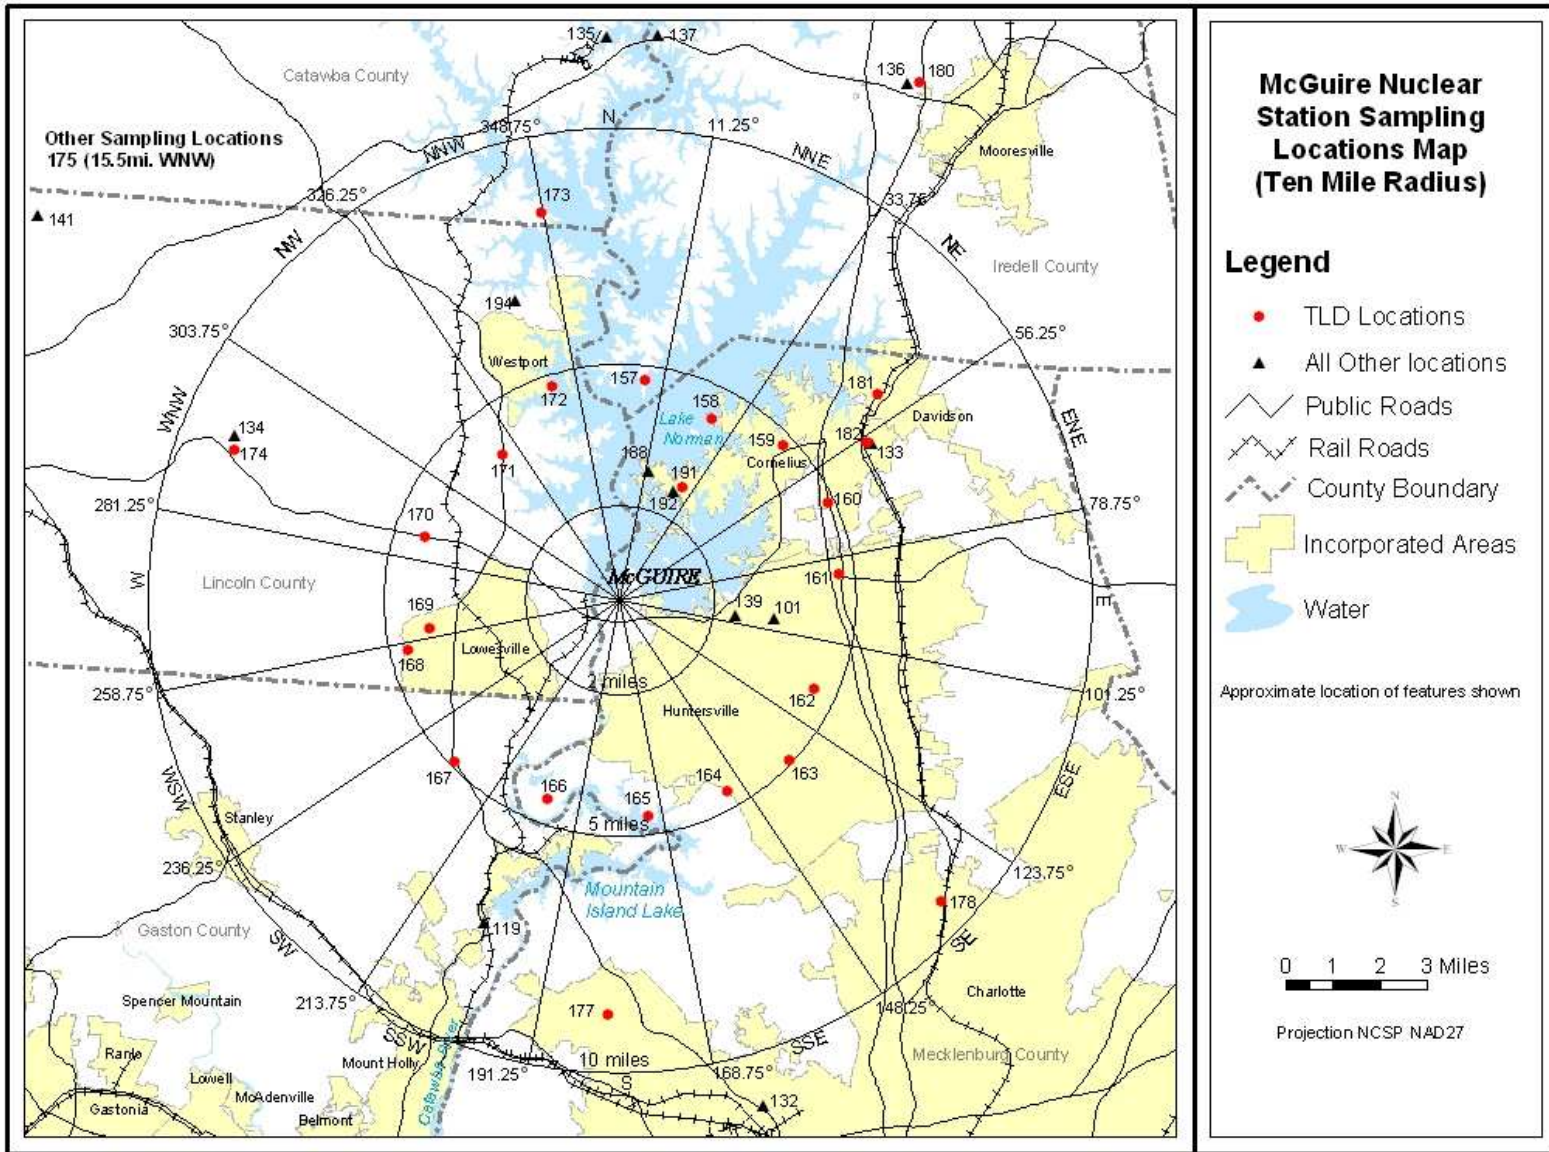 135
137
136
180
Catawba County
Other Sampling Locations
175 (15.5mi. WNW)
348.75°
N
11.25°
NNW
NNE
Mooresville
326.25°
173
33.75
141
NW
NE
Iredell County
194
303.75°
56.25°
Westport
157
181
172
158
Davidson
WNW
Lake
Norman
159
182
ENE
134
174
133
Cornelius
171
191
192
281.25°
160
78.75°
170
McGUIRE
161
W
Lincoln County
E
139
101
169
Lowesville
168
2 miles
258.75°
162
101.25°
Huntersville
167
163
WSW
166
164
ESE
165
Stanley
5 miles
236.25°
123.75°
Mountain
Island Lake
178
119
Gaston County
SW
SE
213.75°
Spencer Mountain
Charlotte
177
148.25°
SSW
SSE
Ranlo
Mount Holly
Catawba River
10 miles
Mecklenburg County
191.25°
168.75°
S
Lowell
McAdenville
Gastonia
Belmont
132
McGuire Nuclear
Station Sampling
Locations Map
(Ten Mile Radius)
Legend
TLD Locations
All Other locations
Public Roads
Rail Roads
County Boundary
Incorporated Areas
Water
Approximate location of features shown
N
W
E
S
0 1 2 3 Miles
Projection NCSP NAD27